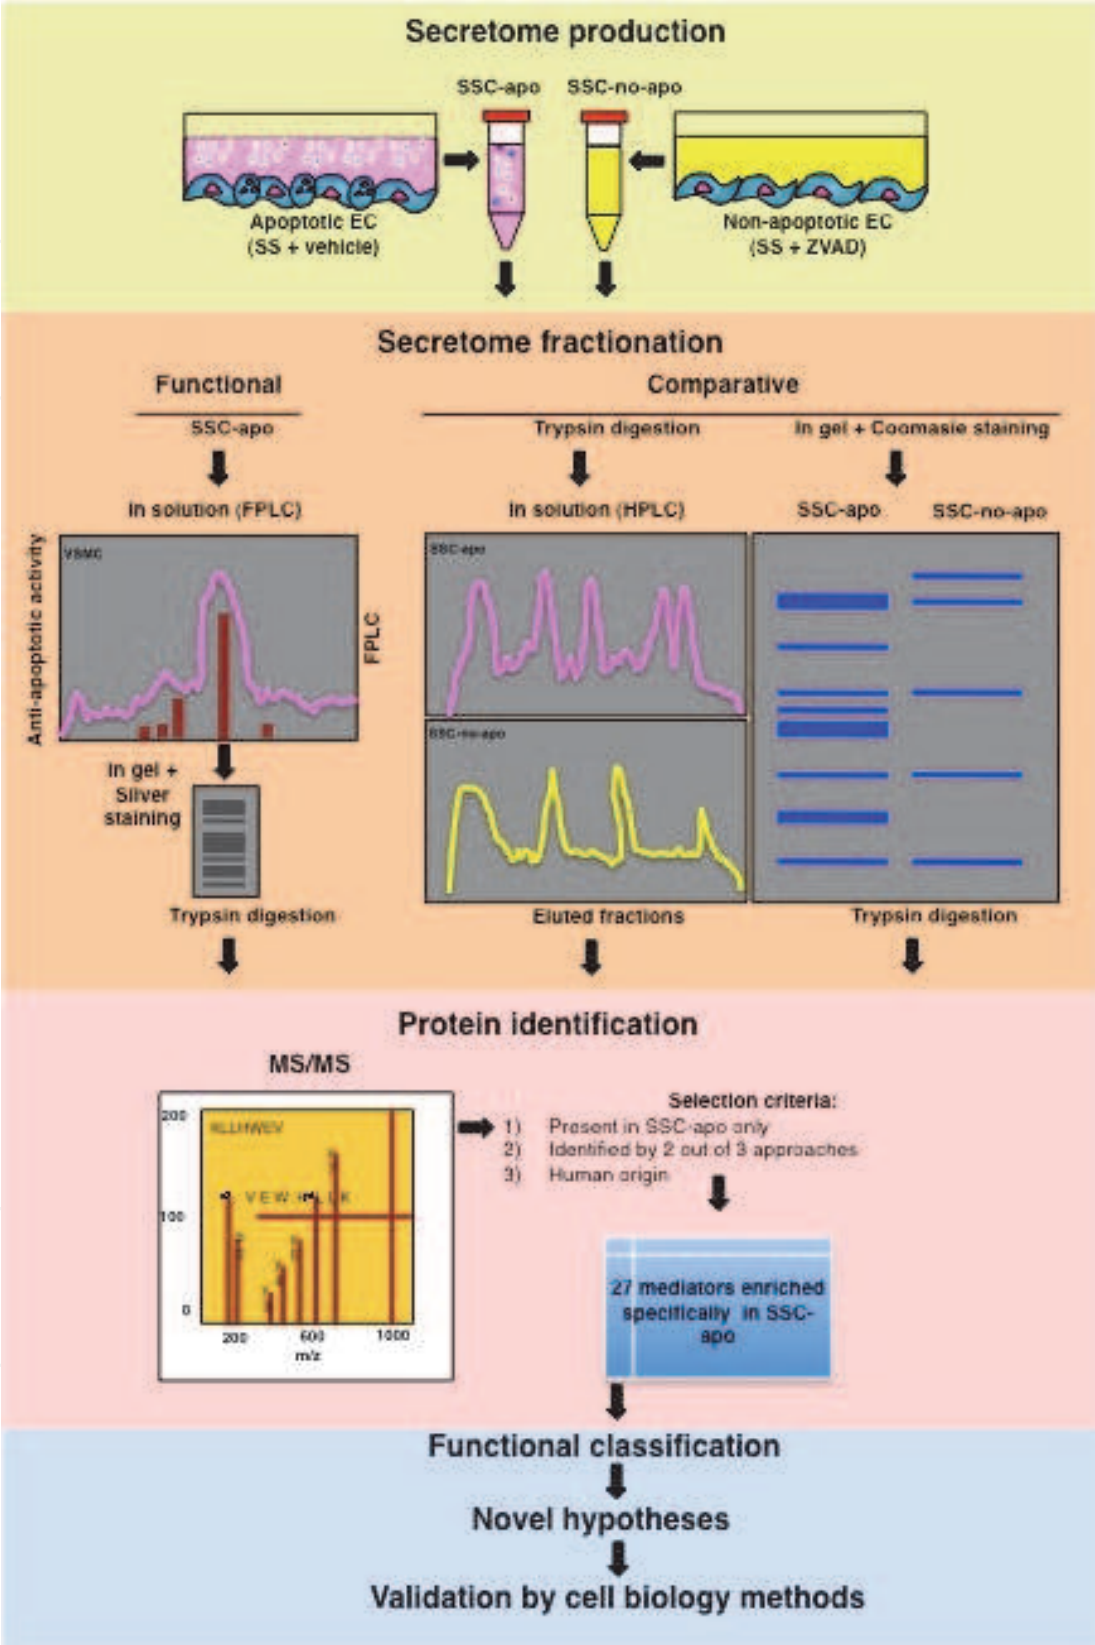 Secretome production
SSC-apo
SSC-no-apo
Apoptotic EC
(SS + vehicle)
Non-apoptotic EC
(SS + ZVAD)
Secretome fractionation
Functional
SSC-apo
In solution (FPLC)
VSMC
Anti-apoptotic activity
FPLC
In gel +
Silver
staining
Trypsin digestion
Comparative
Trypsin digestion
In solution (HPLC)
SSC-apo
SSC-no-apo
Eluted fractions
In gel + Coomasie staining
SSC-apo
SSC-no-apo
Trypsin digestion
Protein identification
MS/MS
200
100
0
V E W
L K
200
600
1000
m/z
Selection criteria:
1) Present in SSC-apo only
2) Identified by 2 out of 3 approaches
3) Human origin
27 mediators enriched
specifically in SSC-
apo
Functional classification
Novel hypotheses
Validation by cell biology methods